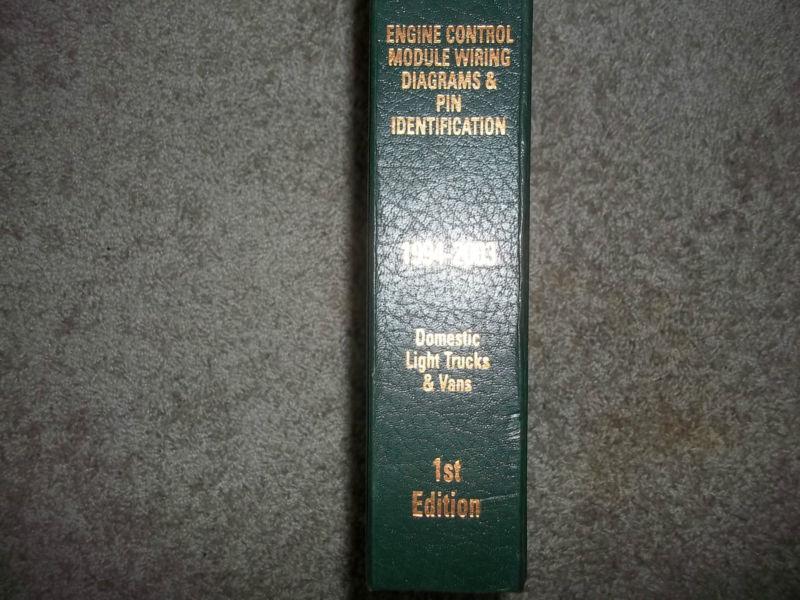 ENGINE CONTROL
MODULE WIRING
DIAGRAMS &
PIN
IDENTIFICATION
1994-2003
Domestic
Light Trucks
& Vans
1st
Edition